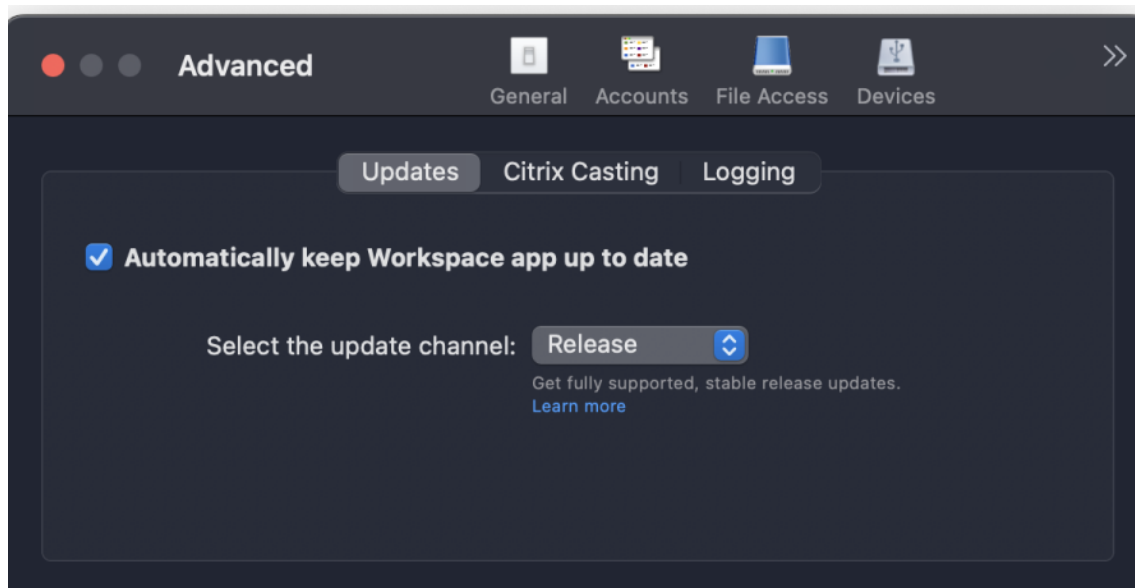 Advanced
General Accounts File Access Devices
Updates Citrix Casting Logging
Automatically keep Workspace app up to date
Select the update channel: Release
Get fully supported, stable release updates.
Learn more